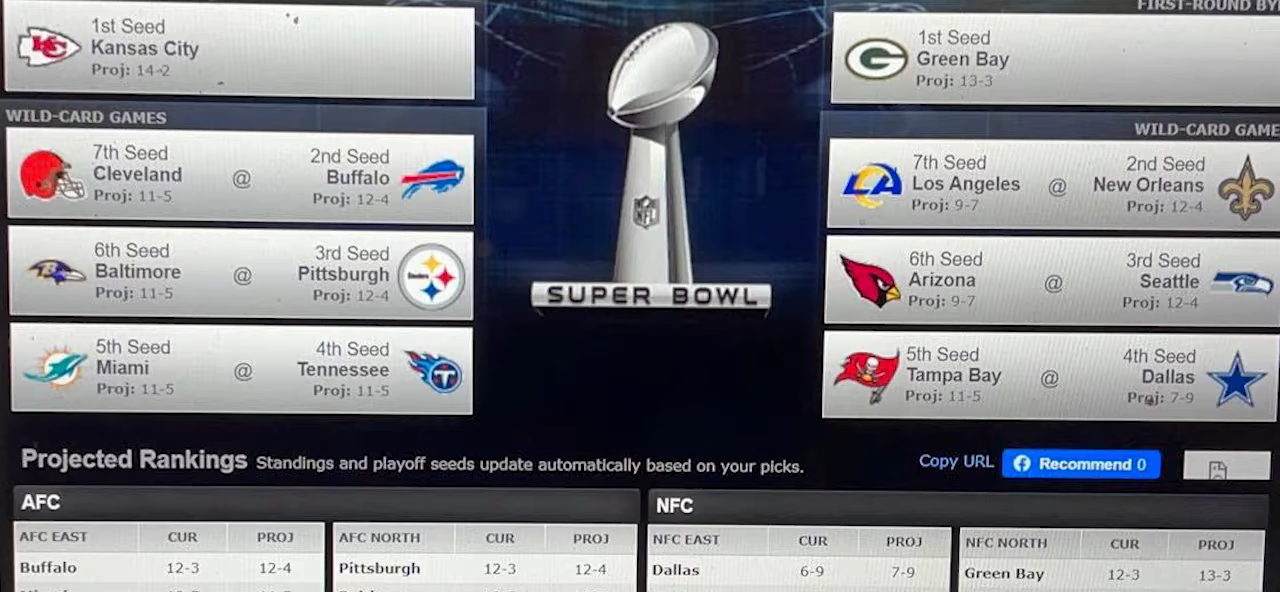 1st Seed
Kansas City
Proj: 14-2
WILD-CARD GAMES
7th Seed
Cleveland
Proj: 11-5
@
2nd Seed
Buffalo
Proj: 12-4
6th Seed
Baltimore
Proj: 11-5
@
3rd Seed
Pittsburgh
Proj: 12-4
Steelers
5th Seed
Miami
Proj: 11-5
@
4th Seed
Tennessee
Proj: 11-5
NFL
SUPER BOWL
FIRST-ROUND BY
1st Seed
Green Bay
Proj: 13-3
WILD-CARD GAME
7th Seed
Los Angeles
Proj: 9-7
@
2nd Seed
New Orleans
Proj: 12-4
6th Seed
Arizona
Proj: 9-7
@
3rd Seed
Seattle
Proj: 12-4
5th Seed
Tampa Bay
Proj: 11-5
@
4th Seed
Dallas
Proj: 7-9
Projected Rankings Standings and playoff seeds update automatically based on your picks.
Copy URL
Recommend 0
AFC
AFC EAST CUR PROJ
Buffalo 12-3 12-4
AFC NORTH CUR PROJ
Pittsburgh 12-3 12-4
NFC
NFC EAST CUR PROJ
Dallas 6-9 7-9
NFC NORTH CUR PROJ
Green Bay 12-3 13-3